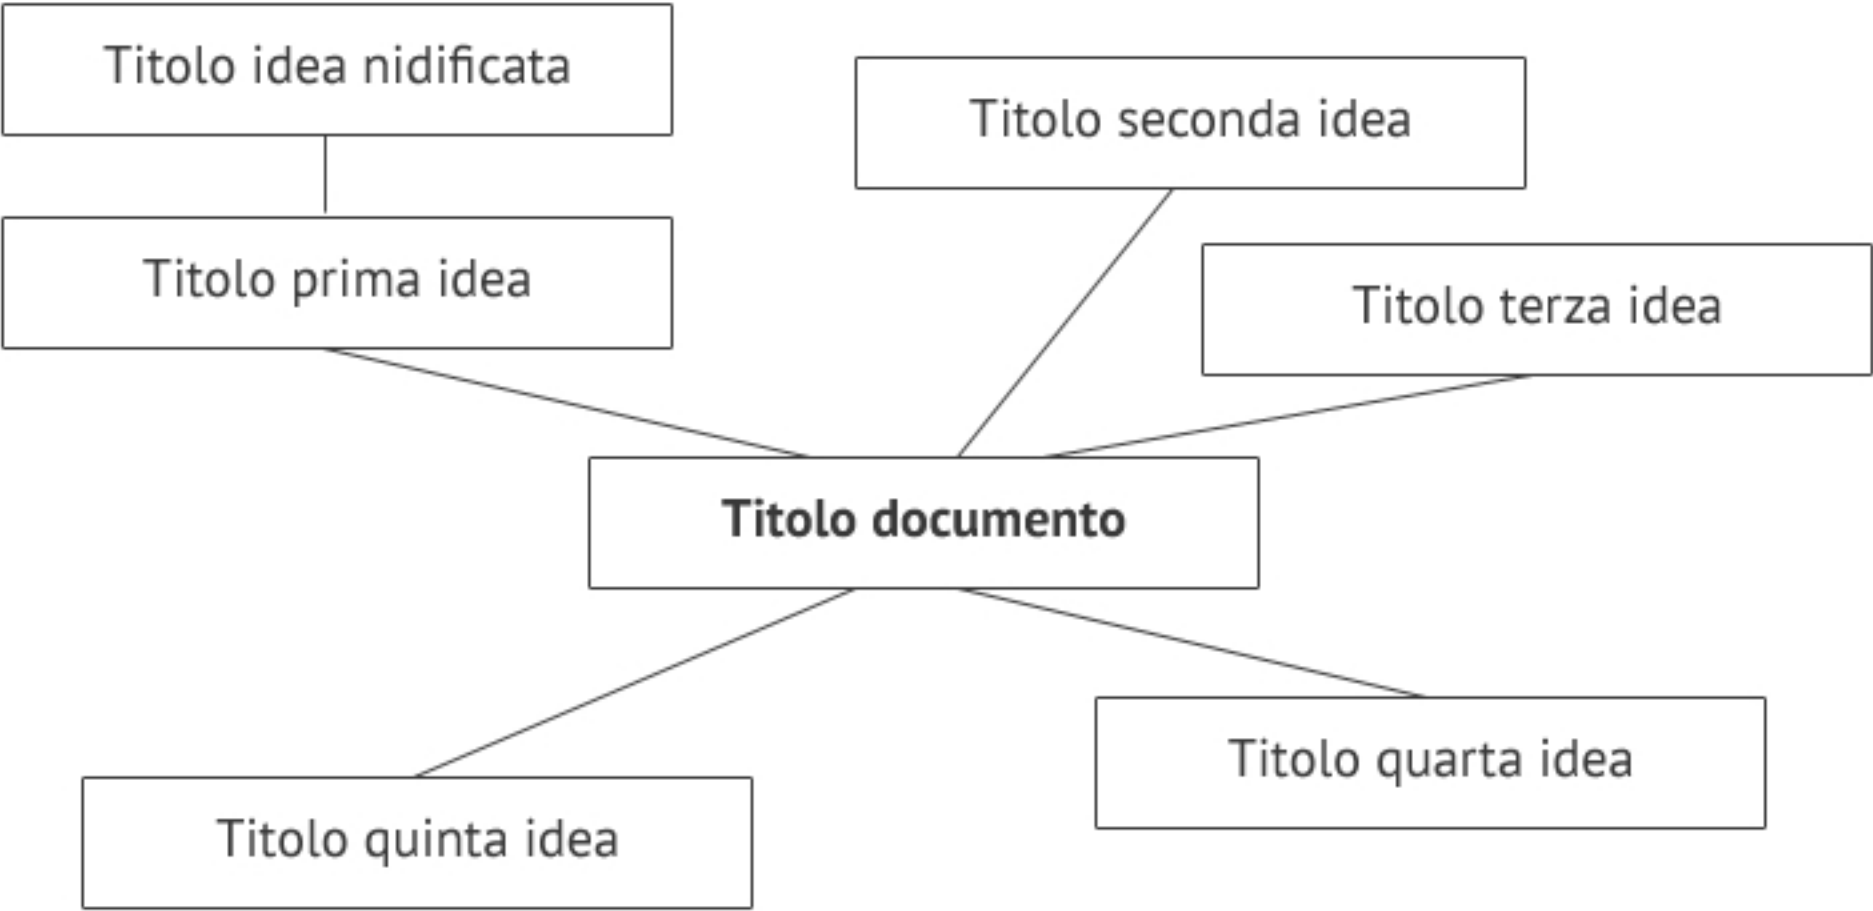 Titolo idea nidificata
Titolo seconda idea
Titolo prima idea
Titolo terza idea
Titolo documento
Titolo quarta idea
Titolo quinta idea